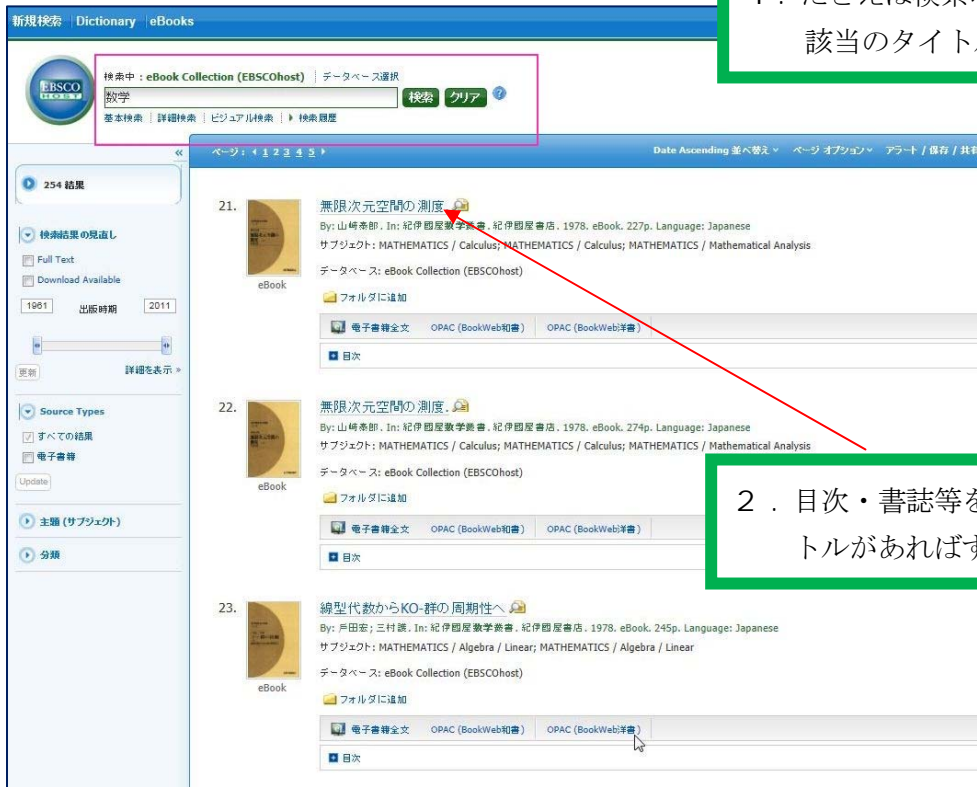 新規検索 Dictionary eBooks
該当のタイト
EBSCO
HOST
検索中 : eBook Collection (EBSCOhost) データベース選択
数学 検索 クリア ?
基本検索 詳細検索 ビジュアル検索 検索履歴
« ページ: 1 2 3 4 5 Date Ascending 並べ替え ページ オプション アラート / 保存 / 共有
254 結果
検索結果の見直し
Full Text
Download Available
1961 出版時期 2011
更新 詳細を表示 »
Source Types
すべての結果
電子書籍
Update
主題 (サブジェクト)
分類
21. 無限次元空間の測度.
By: 山崎泰郎. In: 紀伊國屋数学叢書. 紀伊國屋書店. 1978. eBook. 227p. Language: Japanese
サブジェクト: MATHEMATICS / Calculus; MATHEMATICS / Calculus; MATHEMATICS / Mathematical Analysis
データベース: eBook Collection (EBSCOhost)
eBook
フォルダに追加
電子書籍全文 OPAC (BookWeb和書) OPAC (BookWeb洋書)
目次
22. 無限次元空間の測度.
By: 山崎泰郎. In: 紀伊國屋数学叢書. 紀伊國屋書店. 1978. eBook. 274p. Language: Japanese
サブジェクト: MATHEMATICS / Calculus; MATHEMATICS / Calculus; MATHEMATICS / Mathematical Analysis
データベース: eBook Collection (EBSCOhost)
eBook
フォルダに追加
電子書籍全文 OPAC (BookWeb和書) OPAC (BookWeb洋書)
目次
2．目次・書誌等を
トルがあればす
23. 線型代数からKO-群の周期性へ
By: 戸田宏; 三村護. In: 紀伊國屋数学叢書. 紀伊國屋書店. 1978. eBook. 245p. Language: Japanese
サブジェクト: MATHEMATICS / Algebra / Linear; MATHEMATICS / Algebra / Linear
データベース: eBook Collection (EBSCOhost)
eBook
フォルダに追加
電子書籍全文 OPAC (BookWeb和書) OPAC (BookWeb洋書)
目次